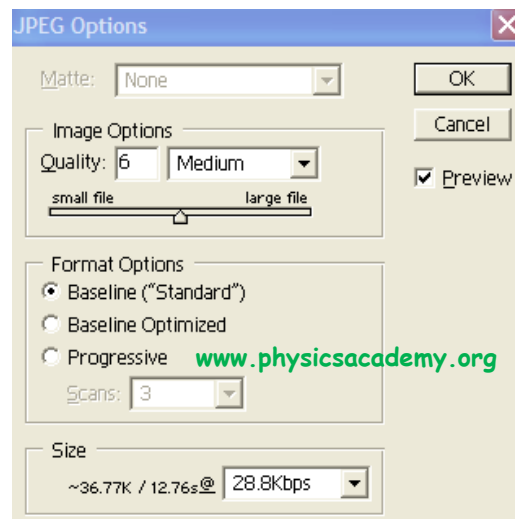 JPEG Options
Matte: None
OK
Image Options
Cancel
Quality: 6 Medium
Preview
small file large file
Format Options
Baseline ("Standard")
Baseline Optimized
Progressive www.physicsacademy.org
Scans: 3
Size
~36.77K / 12.76s@ 28.8Kbps